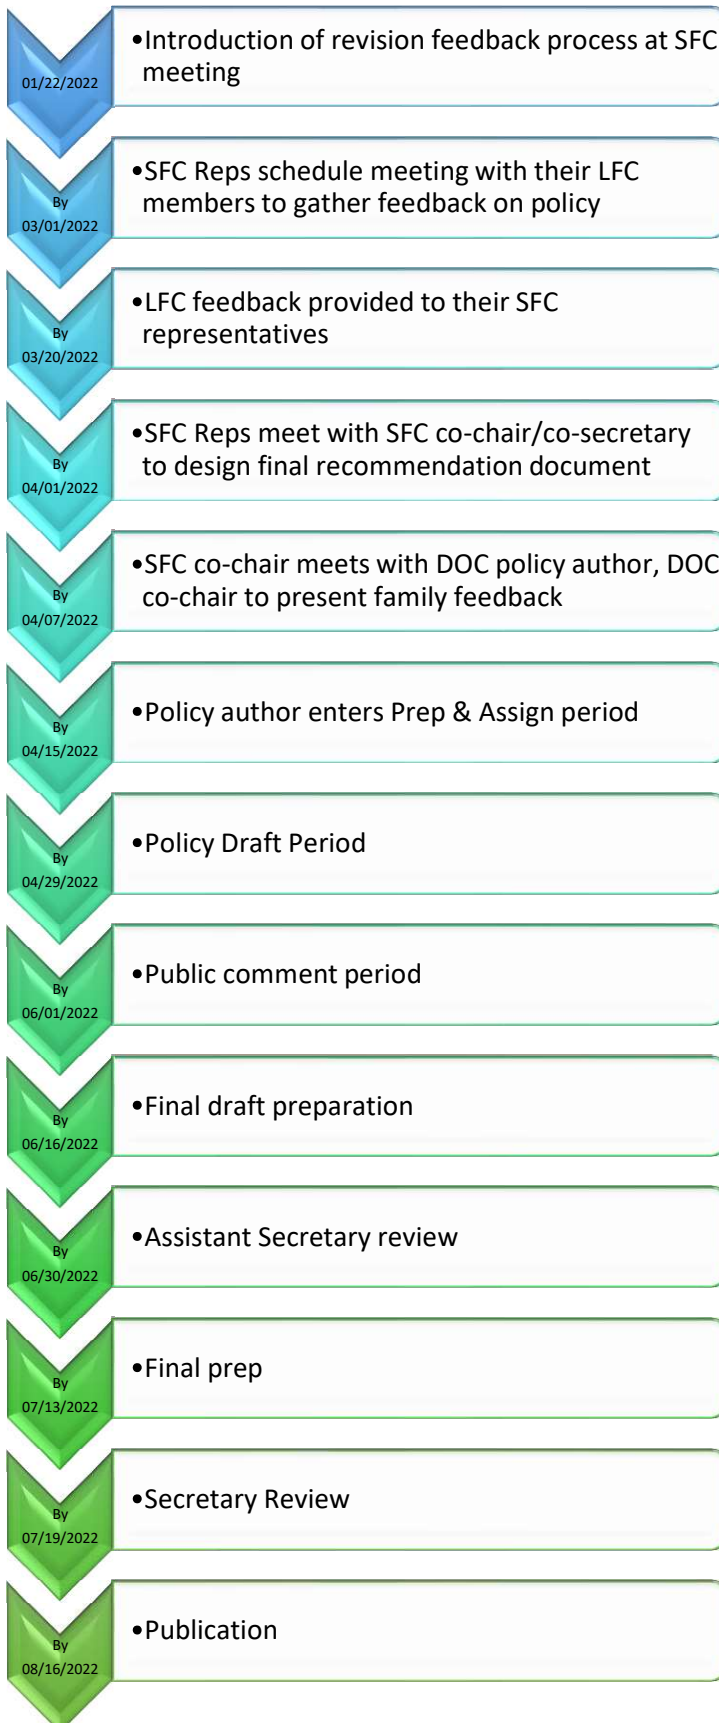 01/22/2022
•Introduction of revision feedback process at SFC
meeting
By
03/01/2022
•SFC Reps schedule meeting with their LFC
members to gather feedback on policy
By
03/20/2022
•LFC feedback provided to their SFC
representatives
By
04/01/2022
•SFC Reps meet with SFC co-chair/co-secretary
to design final recommendation document
By
04/07/2022
•SFC co-chair meets with DOC policy author, DOC
co-chair to present family feedback
By
04/15/2022
•Policy author enters Prep & Assign period
By
04/29/2022
•Policy Draft Period
By
06/01/2022
•Public comment period
By
06/16/2022
•Final draft preparation
By
06/30/2022
•Assistant Secretary review
By
07/13/2022
•Final prep
By
07/19/2022
•Secretary Review
By
08/16/2022
•Publication